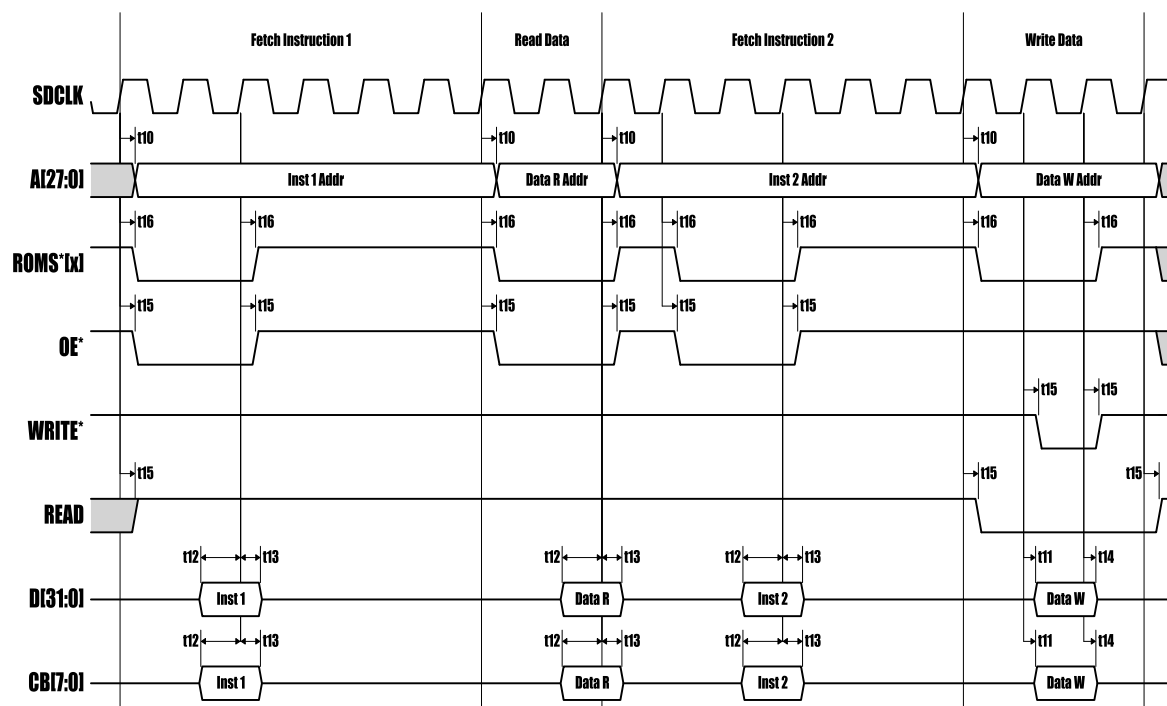 Fetch Instruction 1 Read Data Fetch Instruction 2 Write Data
SDCLK
t10 t10 t10 t10
A[27:0] Inst 1 Addr Data R Addr Inst 2 Addr Data W Addr
t16 t16 t16 t16 t16 t16 t16 t16
ROMS*[x]
t15 t15 t15 t15 t15 t15
OE*
t15 t15
WRITE*
t15 t15 t15
READ
t12 t13 t12 t13 t12 t13 t11 t14
D[31:0] Inst 1 Data R Inst 2 Data W
t12 t13 t12 t13 t12 t13 t11 t14
CB[7:0] Inst 1 Data R Inst 2 Data W